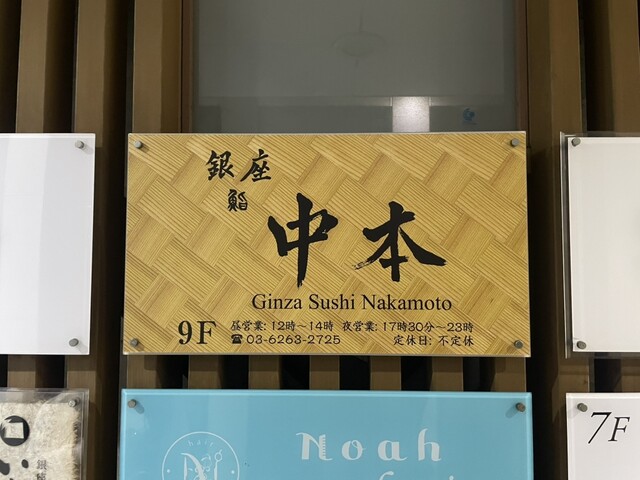 銀座
鮨
中本
Ginza Sushi Nakamoto
9F
昼営業: 12時～14時 夜営業: 17時30分～23時
☎03-6263-2725 定休日: 不定休
Noah
7F